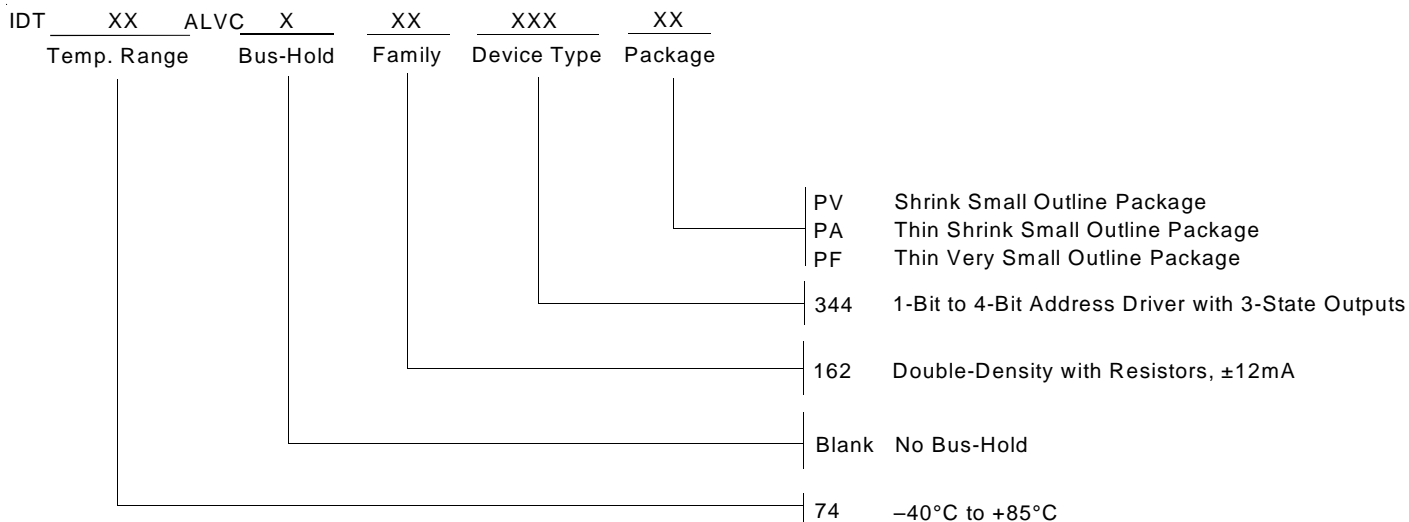 IDT XX ALVC X XX XXX XX
Temp. Range Bus-Hold Family Device Type Package
PV Shrink Small Outline Package
PA Thin Shrink Small Outline Package
PF Thin Very Small Outline Package
344 1-Bit to 4-Bit Address Driver with 3-State Outputs
162 Double-Density with Resistors, ±12mA
Blank No Bus-Hold
74 –40°C to +85°C